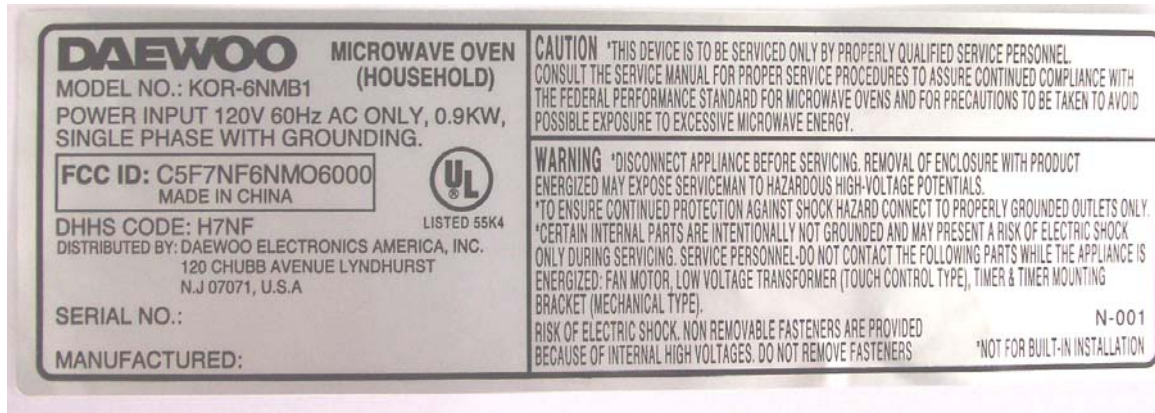 DAEWOO
MICROWAVE OVEN
(HOUSEHOLD)
MODEL NO.: KOR-6NMB1
POWER INPUT 120V 60Hz AC ONLY, 0.9KW,
SINGLE PHASE WITH GROUNDING.
FCC ID: C5F7NF6NMO6000
MADE IN CHINA
UL
®
LISTED 55K4
DHHS CODE: H7NF
DISTRIBUTED BY: DAEWOO ELECTRONICS AMERICA, INC.
120 CHUBB AVENUE LYNDHURST
N.J 07071, U.S.A
SERIAL NO.:
MANUFACTURED:
CAUTION *THIS DEVICE IS TO BE SERVICED ONLY BY PROPERLY QUALIFIED SERVICE PERSONNEL.
CONSULT THE SERVICE MANUAL FOR PROPER SERVICE PROCEDURES TO ASSURE CONTINUED COMPLIANCE WITH
THE FEDERAL PERFORMANCE STANDARD FOR MICROWAVE OVENS AND FOR PRECAUTIONS TO BE TAKEN TO AVOID
POSSIBLE EXPOSURE TO EXCESSIVE MICROWAVE ENERGY.
WARNING *DISCONNECT APPLIANCE BEFORE SERVICING. REMOVAL OF ENCLOSURE WITH PRODUCT
ENERGIZED MAY EXPOSE SERVICEMAN TO HAZARDOUS HIGH-VOLTAGE POTENTIALS.
*TO ENSURE CONTINUED PROTECTION AGAINST SHOCK HAZARD CONNECT TO PROPERLY GROUNDED OUTLETS ONLY.
*CERTAIN INTERNAL PARTS ARE INTENTIONALLY NOT GROUNDED AND MAY PRESENT A RISK OF ELECTRIC SHOCK
ONLY DURING SERVICING. SERVICE PERSONNEL-DO NOT CONTACT THE FOLLOWING PARTS WHILE THE APPLIANCE IS
ENERGIZED: FAN MOTOR, LOW VOLTAGE TRANSFORMER (TOUCH CONTROL TYPE), TIMER & TIMER MOUNTING
BRACKET (MECHANICAL TYPE).
N-001
RISK OF ELECTRIC SHOCK. NON REMOVABLE FASTENERS ARE PROVIDED
BECAUSE OF INTERNAL HIGH VOLTAGES. DO NOT REMOVE FASTENERS *NOT FOR BUILT-IN INSTALLATION